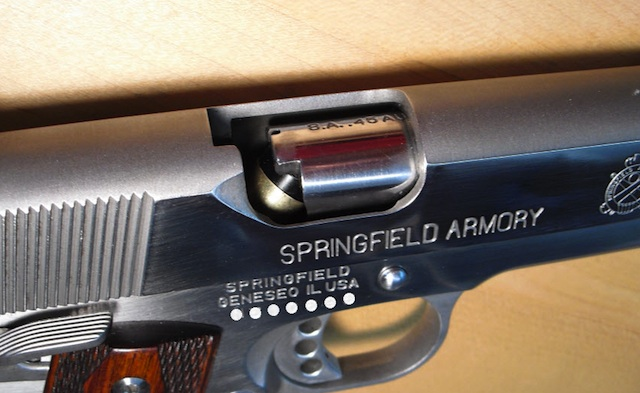 S.A. .45 A
SPRINGFIELD ARMORY
SPRINGFIELD
GENESEO IL USA